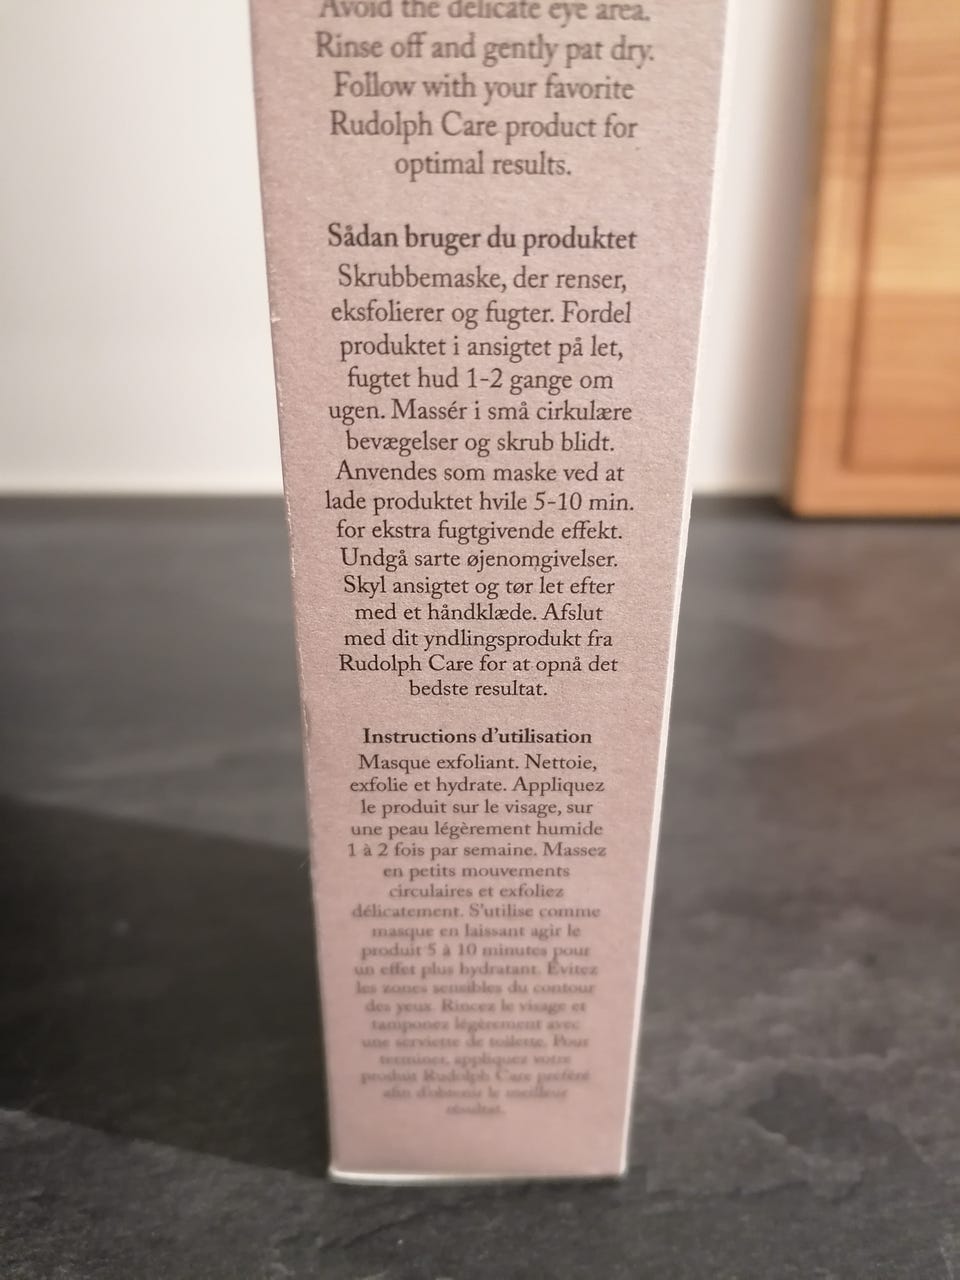 Avoid the delicate eye area.
Rinse off and gently pat dry.
Follow with your favorite
Rudolph Care product for
optimal results.
Sådan bruger du produktet
Skrubbemaske, der renser,
eksfolierer og fugter. Fordel
produktet i ansigtet på let,
fugtet hud 1-2 gange om
ugen. Massér i små cirkulære
bevægelser og skrub blidt.
Anvendes som maske ved at
lade produktet hvile 5-10 min.
for ekstra fugtgivende effekt.
Undgå sarte øjenomgivelser.
Skyl ansigtet og tør let efter
med et håndklæde. Afslut
med dit yndlingsprodukt fra
Rudolph Care for at opnå det
bedste resultat.
Instructions d'utilisation
Masque exfoliant. Nettoie,
exfolie et hydrate. Appliquez
le produit sur le visage, sur
une peau légèrement humide
1 à 2 fois par semaine. Massez
en petits mouvements
circulaires et exfoliez
délicatement. S'utilise comme
masque en laissant agir le
produit 5 à 10 minutes pour
un effet plus hydratant. Évitez
les zones sensibles du contour
des yeux. Rincez le visage et
tamponez légèrement avec
une serviette de toilette. Pour
terminer, appliquez votre
produit Rudolph Care préféré
afin d'obtenir le meilleur
résultat.